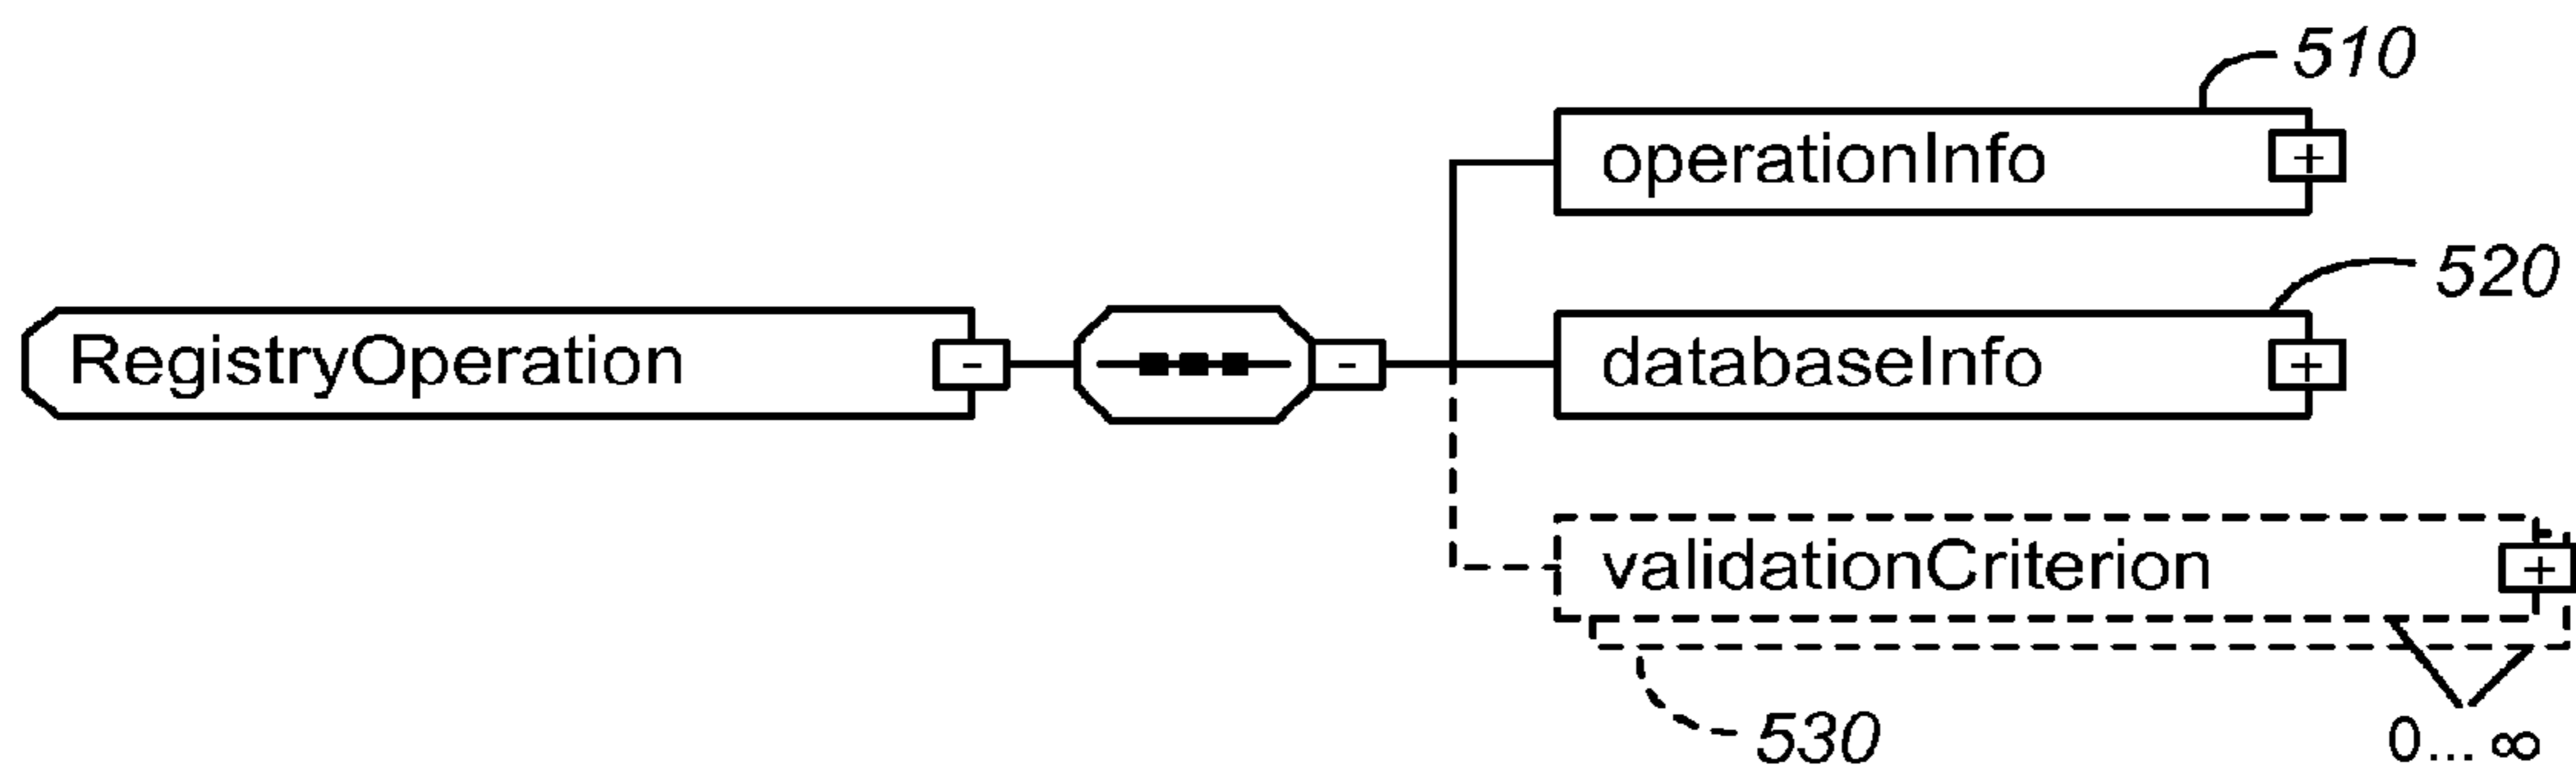 510
operationInfo
+
520
RegistryOperation
-
-
databaseInfo
+
validationCriterion
+
530
0... ∞